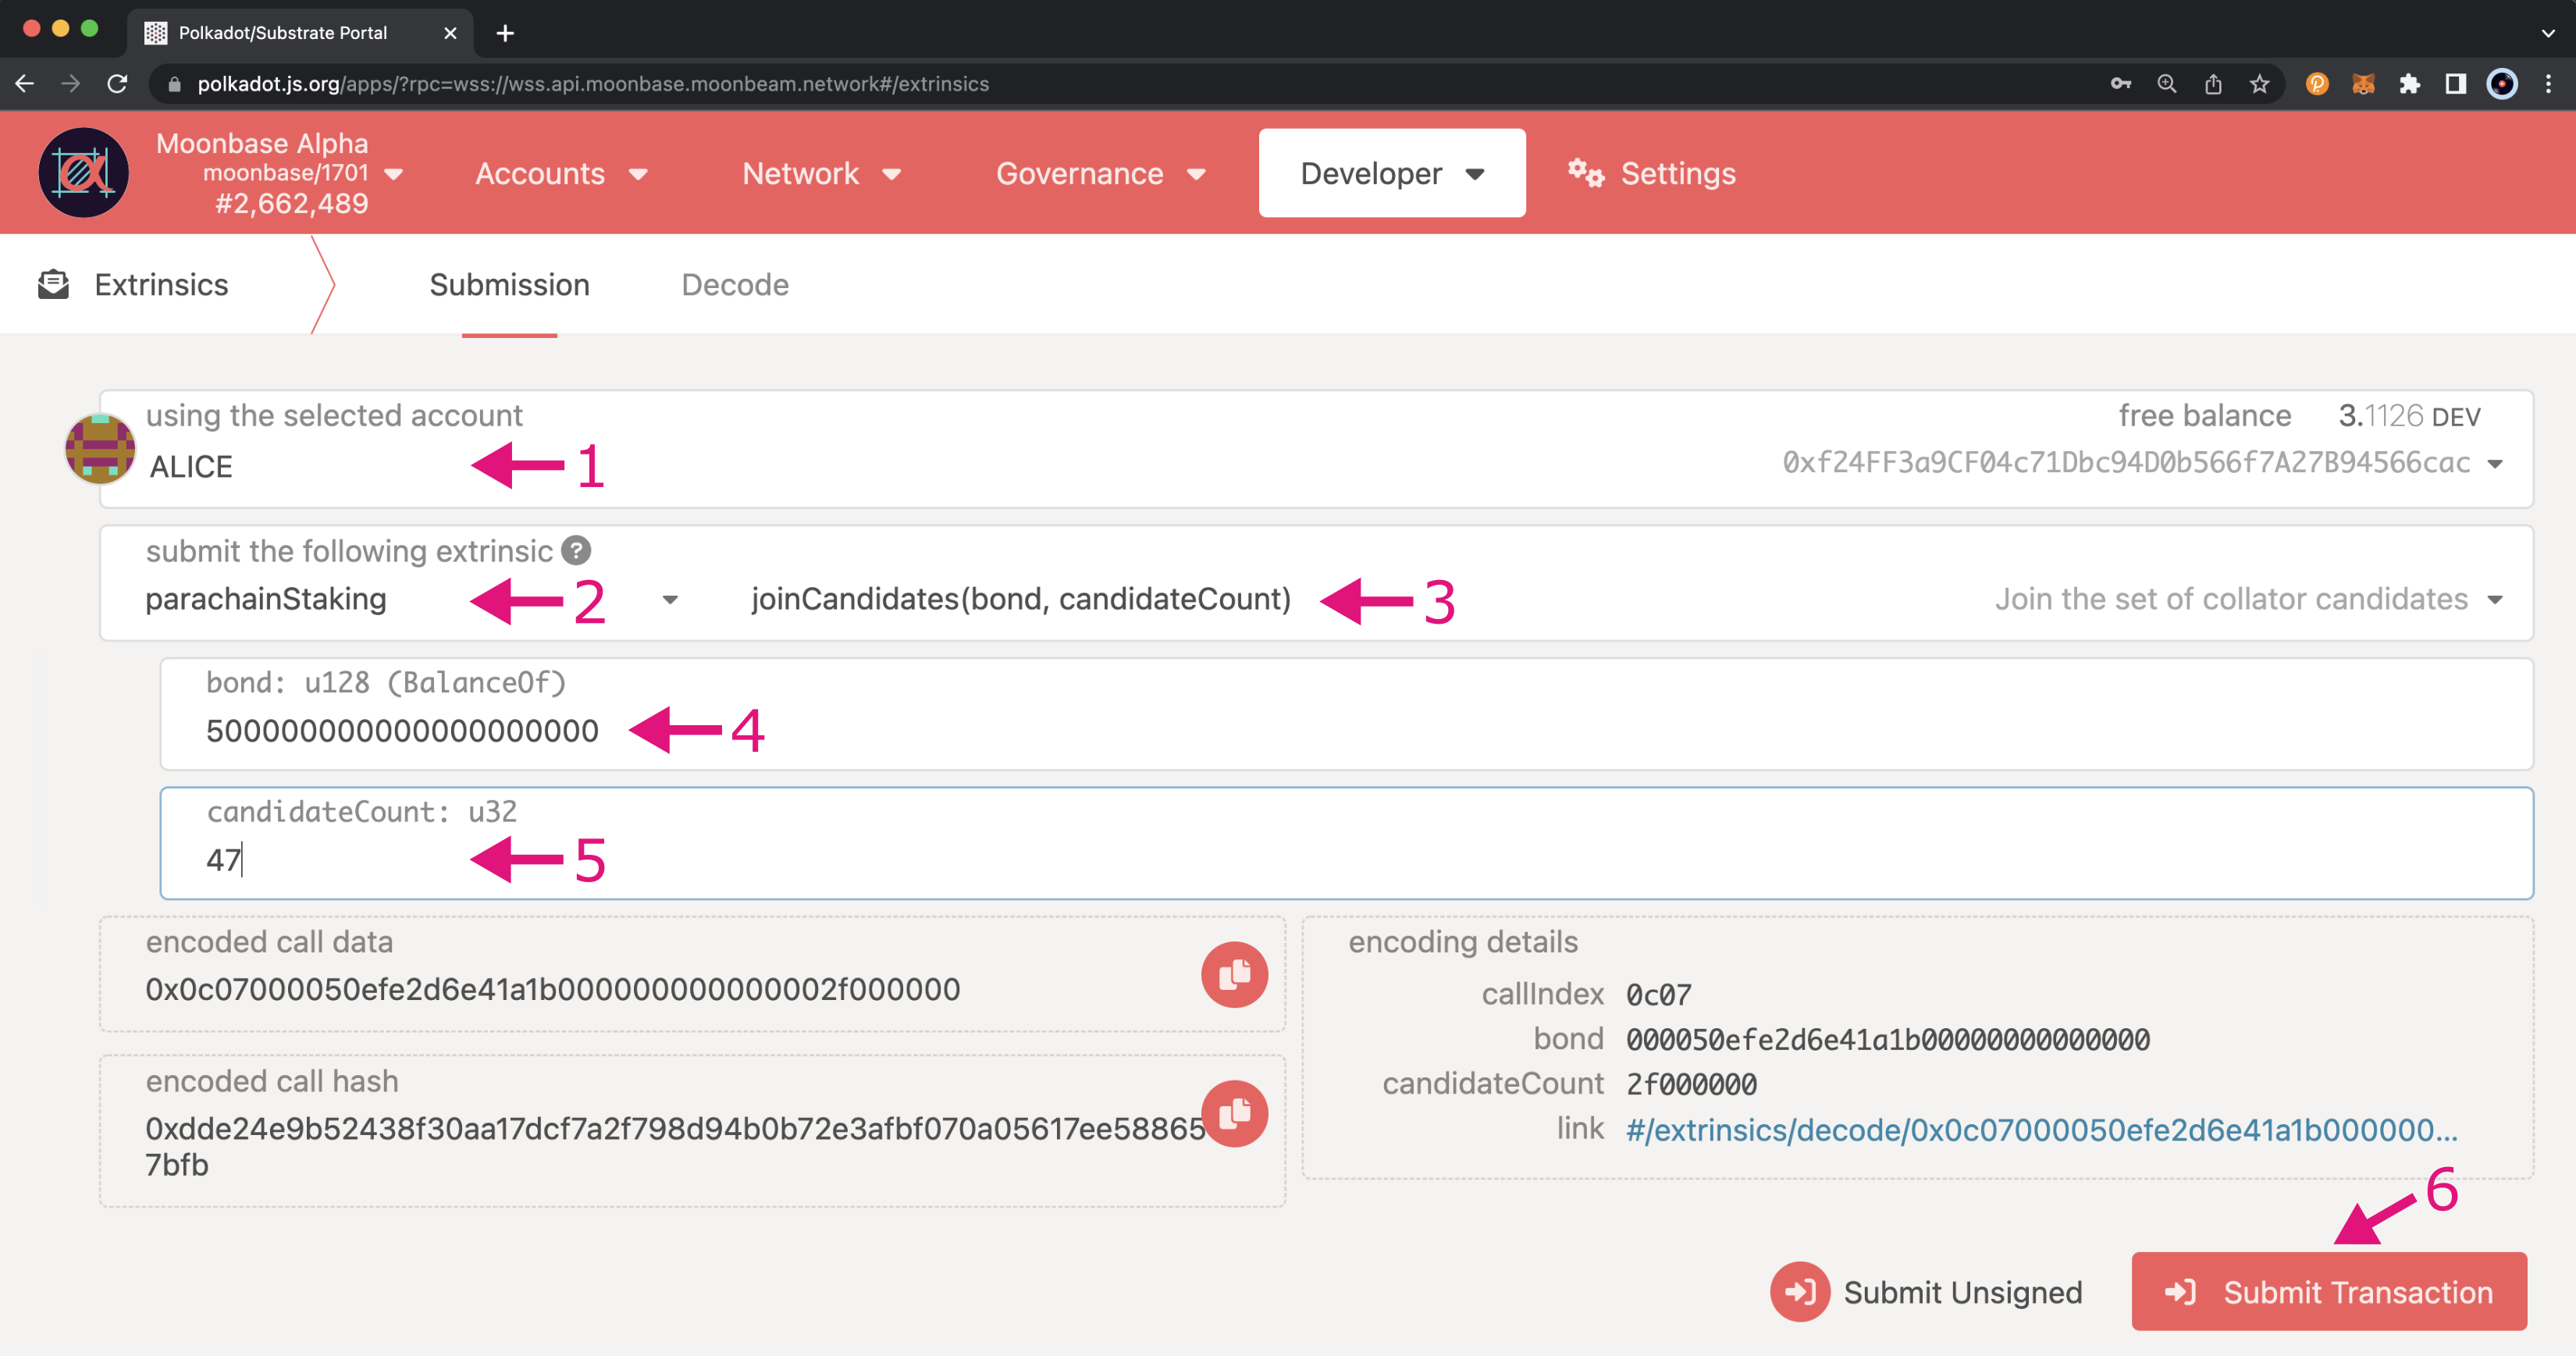 Polkadot/Substrate Portal
polkadot.js.org/apps/?rpc=wss://wss.api.moonbase.moonbeam.network#/extrinsics
Moonbase Alpha
moonbase/1701
#2,662,489
Accounts
Network
Governance
Developer
Settings
Extrinsics
Submission
Decode
using the selected account
free balance 3.1126 DEV
ALICE
1
0xf24FF3a9CF04c71Dbc94D0b566f7A27B94566cac
submit the following extrinsic ?
parachainStaking
2
joinCandidates(bond, candidateCount)
3
Join the set of collator candidates
bond: u128 (BalanceOf)
500000000000000000000
4
candidateCount: u32
47
5
encoded call data
0x0c07000050efe2d6e41a1b000000000000002f000000
encoded call hash
0xdde24e9b52438f30aa17dcf7a2f798d94b0b72e3afbf070a05617ee58865
7bfb
encoding details
callIndex 0c07
bond 000050efe2d6e41a1b00000000000000
candidateCount 2f000000
link #/extrinsics/decode/0x0c07000050efe2d6e41a1b000000...
6
Submit Unsigned
Submit Transaction